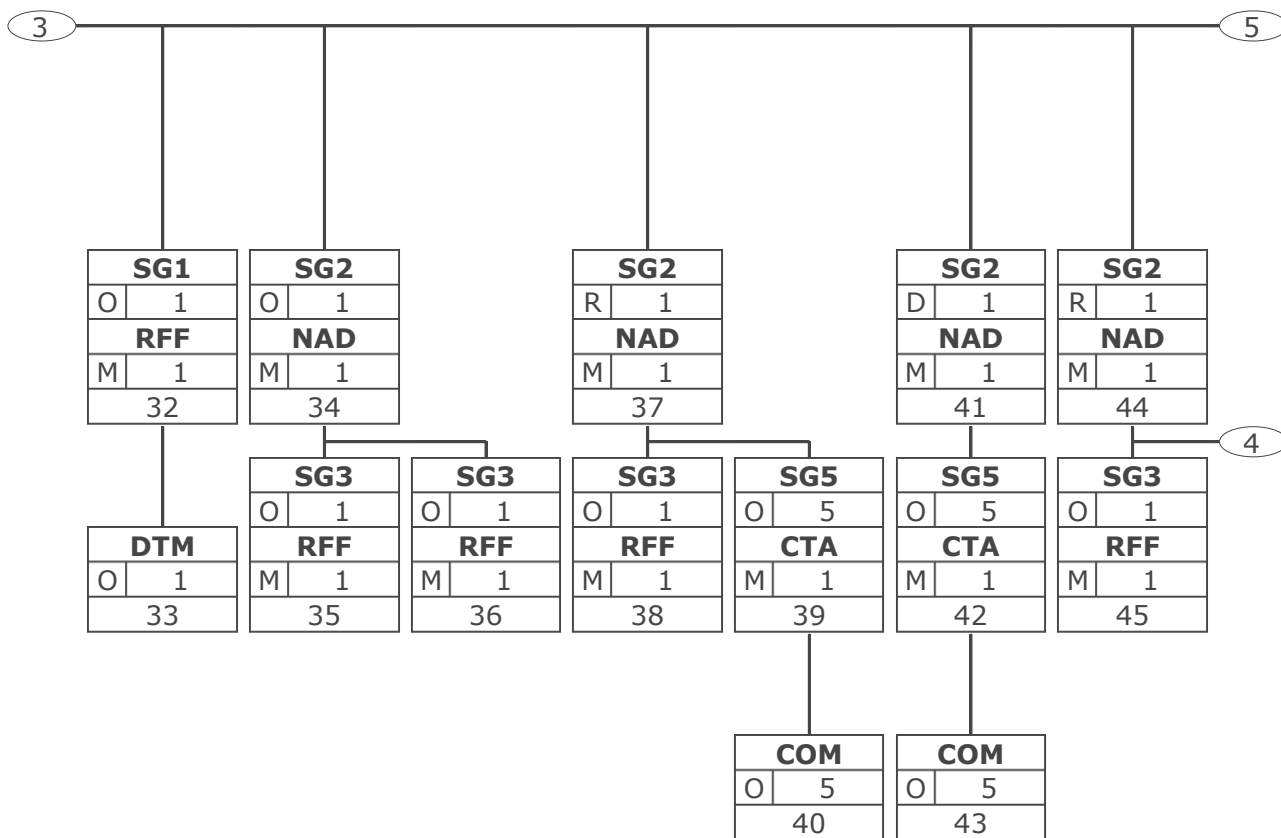 3
5
SG1
O 1
RFF
M 1
32
SG2
O 1
NAD
M 1
34
SG2
R 1
NAD
M 1
37
SG2
D 1
NAD
M 1
41
SG2
R 1
NAD
M 1
44
4
DTM
O 1
33
SG3
O 1
RFF
M 1
35
SG3
O 1
RFF
M 1
36
SG3
O 1
RFF
M 1
38
SG5
O 5
CTA
M 1
39
SG5
O 5
CTA
M 1
42
SG3
O 1
RFF
M 1
45
COM
O 5
40
COM
O 5
43